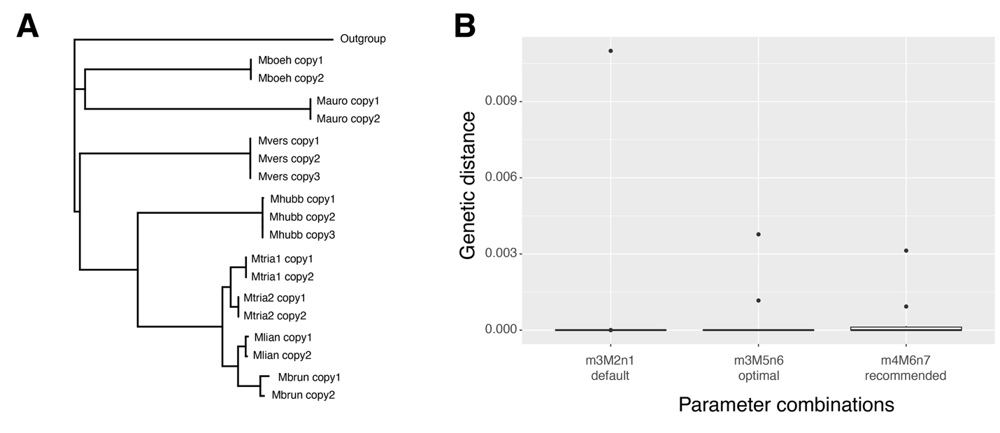 A
Outgroup
Mboeh copy1
Mboeh copy2
Mauro copy1
Mauro copy2
Mvers copy1
Mvers copy2
Mvers copy3
Mhubb copy1
Mhubb copy2
Mhubb copy3
Mtria1 copy1
Mtria1 copy2
Mtria2 copy1
Mtria2 copy2
Mlian copy1
Mlian copy2
Mbrun copy1
Mbrun copy2
B
Genetic distance
0.009
0.006
0.003
0.000
m3M2n1
default
m3M5n6
optimal
m4M6n7
recommended
Parameter combinations